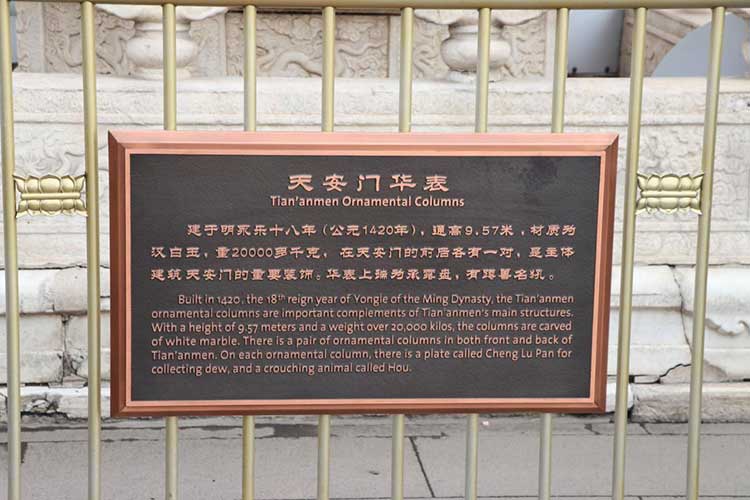 天安门华表
Tian'anmen Ornamental Columns
建于明永乐十八年（公元1420年），通高9.57米，材质为
汉白玉，重20000多千克，在天安门的前后各有一对，是主体
建筑天安门的重要装饰。华表上端为承露盘，有蹲兽名犼。
Built in 1420, the 18th reign year of Yongle of the Ming Dynasty, the Tian'anmen
ornamental columns are important complements of Tian'anmen's main structures.
With a height of 9.57 meters and a weight over 20,000 kilos, the columns are carved
of white marble. There is a pair of ornamental columns in both front and back of
Tian'anmen. On each ornamental column, there is a plate called Cheng Lu Pan for
collecting dew, and a crouching animal called Hou.